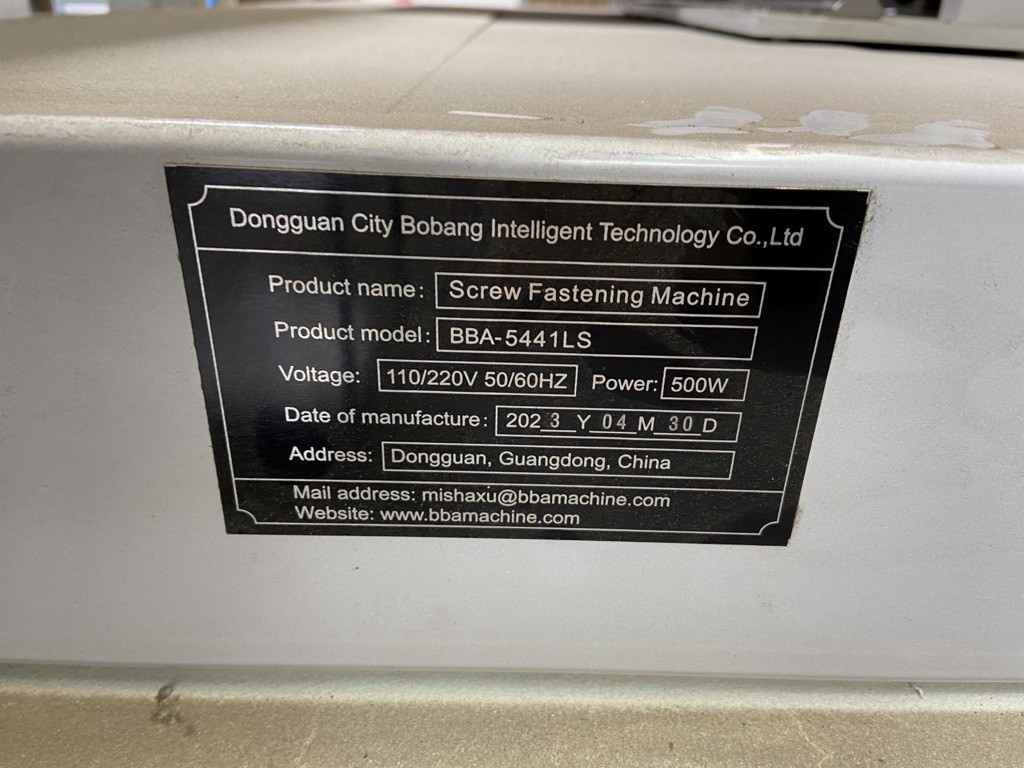 Dongguan City Bobang Intelligent Technology Co.,Ltd
Product name: Screw Fastening Machine
Product model: BBA-5441LS
Voltage: 110/220V 50/60HZ Power: 500W
Date of manufacture: 2023 Y 04 M 30 D
Address: Dongguan, Guangdong, China
Mail address: mishaxu@bbamachine.com
Website: www.bbamachine.com